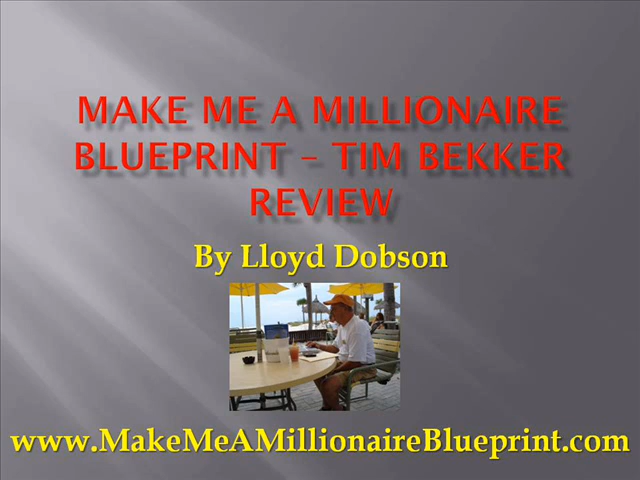 MAKE ME A MILLIONAIRE
BLUEPRINT – TIM BEKKER
REVIEW
By Lloyd Dobson
www.MakeMeAMillionaireBlueprint.com